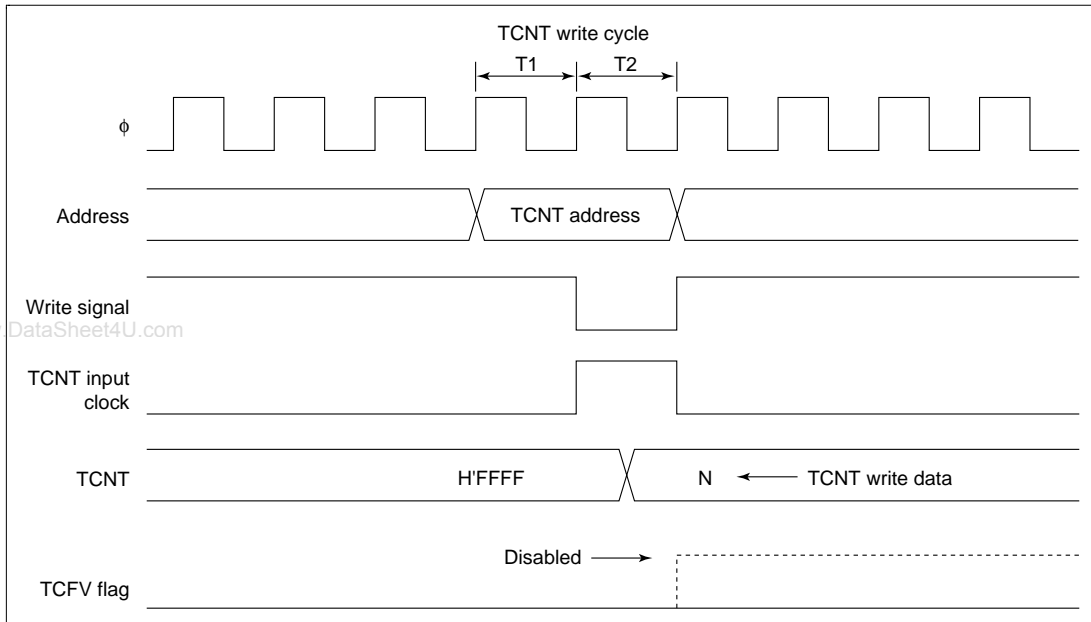 TCNT write cycle
T1 T2
ϕ
Address
TCNT address
Write signal
.DataSheet4U.com
TCNT input
clock
TCNT
H'FFFF
N
TCNT write data
Disabled
TCFV flag